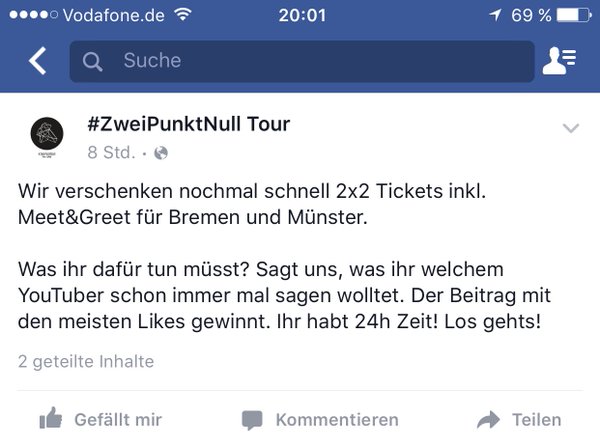 Vodafone.de 20:01 69 %
Suche
#ZweiPunktNull Tour
8 Std. ·
Wir verschenken nochmal schnell 2x2 Tickets inkl.
Meet&Greet für Bremen und Münster.
Was ihr dafür tun müsst? Sagt uns, was ihr welchem
YouTuber schon immer mal sagen wolltet. Der Beitrag mit
den meisten Likes gewinnt. Ihr habt 24h Zeit! Los gehts!
2 geteilte Inhalte
Gefällt mir Kommentieren Teilen